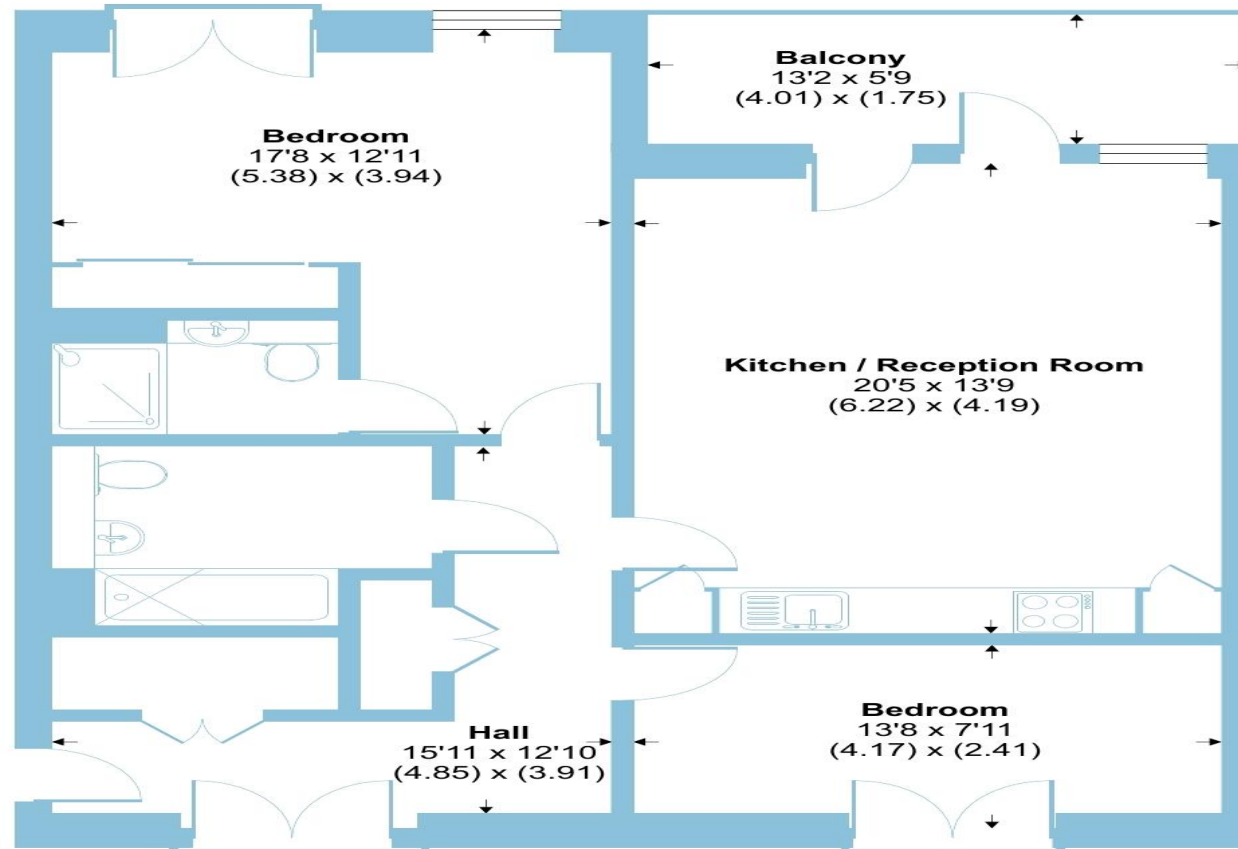 Balcony
13'2 x 5'9
(4.01) x (1.75)
Bedroom
17'8 x 12'11
(5.38) x (3.94)
Kitchen / Reception Room
20'5 x 13'9
(6.22) x (4.19)
Bedroom
13'8 x 7'11
(4.17) x (2.41)
Hall
15'11 x 12'10
(4.85) x (3.91)